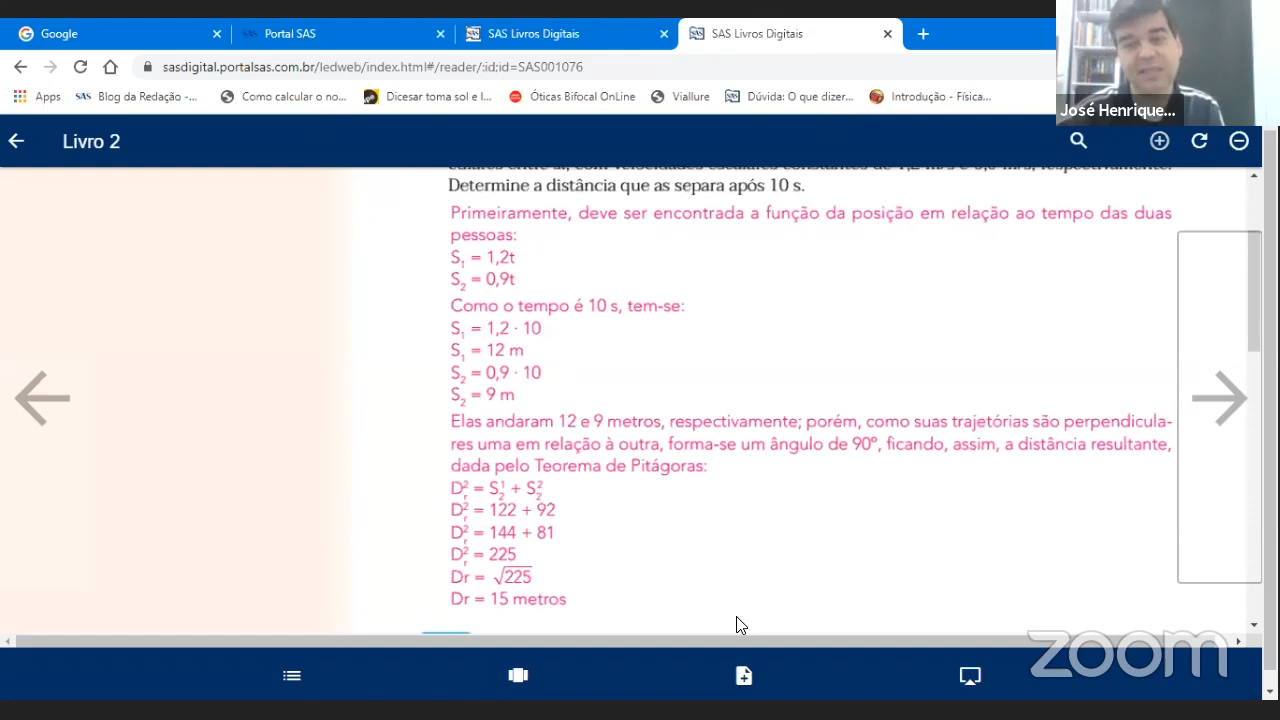 Google
Portal SAS
SAS Livros Digitais
SAS Livros Digitais
sasdigital.portalsas.com.br/ledweb/index.html#/reader/:id:id=SAS001076
Apps
SAS Blog da Redação -...
Como calcular o no...
Dicesar toma sol e l...
Óticas Bifocal OnLine
Viallure
Dúvida: O que dizer...
Introdução - Física...
José Henrique...
Livro 2
Determine a distância que as separa após 10 s.
Primeiramente, deve ser encontrada a função da posição em relação ao tempo das duas
pessoas:
S₁ = 1,2t
S₂ = 0,9t
Como o tempo é 10 s, tem-se:
S₁ = 1,2 · 10
S₁ = 12 m
S₂ = 0,9 · 10
S₂ = 9 m
Elas andaram 12 e 9 metros, respectivamente; porém, como suas trajetórias são perpendicula-
res uma em relação à outra, forma-se um ângulo de 90º, ficando, assim, a distância resultante,
dada pelo Teorema de Pitágoras:
Dᵣ² = S₂¹ + S₂²
Dᵣ² = 122 + 92
Dᵣ² = 144 + 81
Dᵣ² = 225
Dr = √225
Dr = 15 metros
zoom